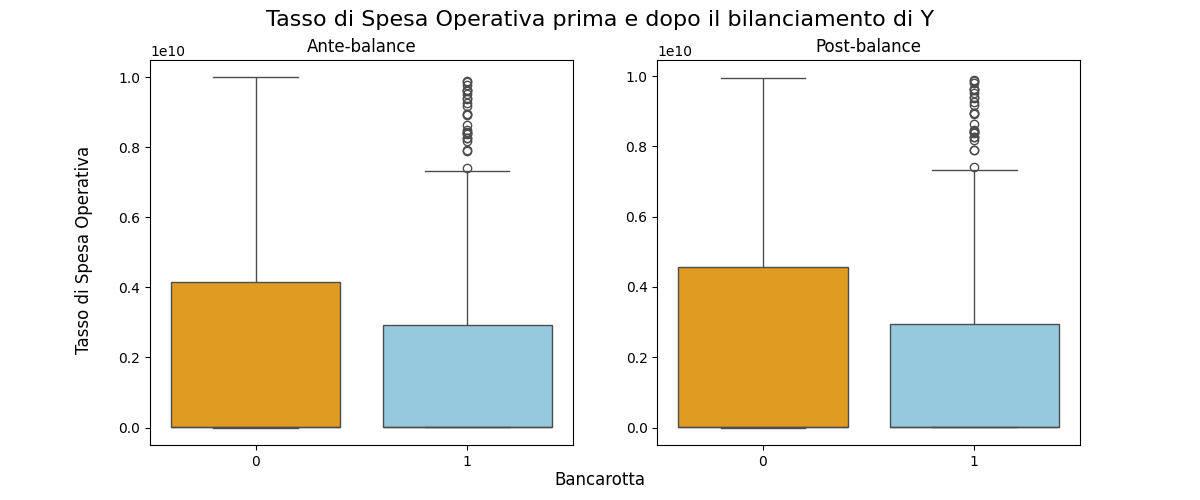 Tasso di Spesa Operativa prima e dopo il bilanciamento di Y
Ante-balance
1e10
1.0
0.8
0.6
0.4
0.2
0.0
Tasso di Spesa Operativa
0 1
Post-balance
1e10
1.0
0.8
0.6
0.4
0.2
0.0
0 1
Bancarotta